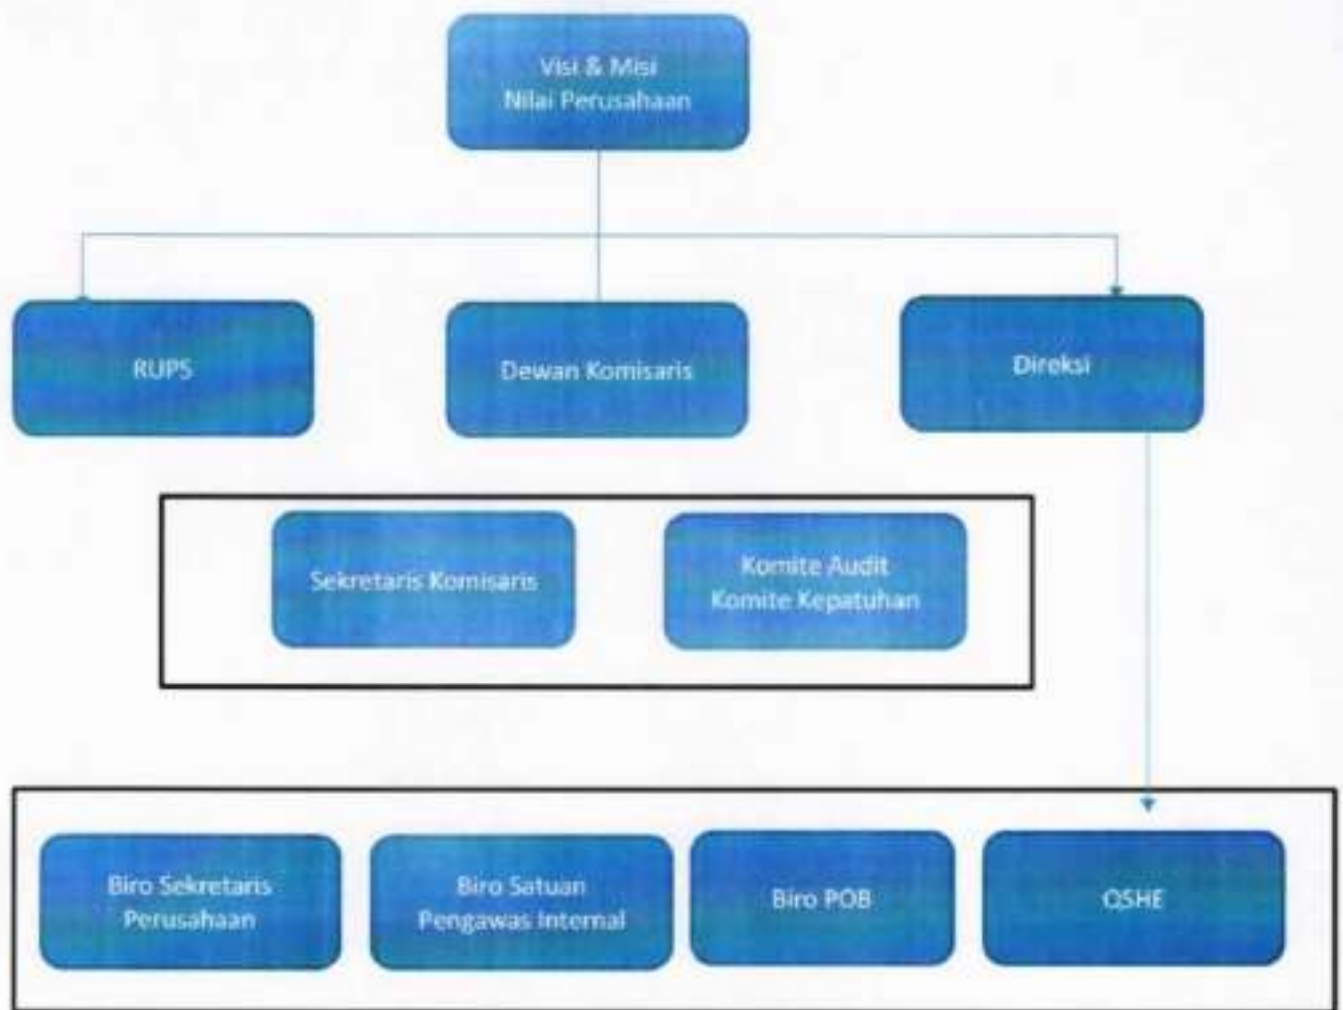 Visi & Misi
Nilai Perusahaan
RUPS
Dewan Komisaris
Direksi
Sekretaris Komisaris
Komite Audit
Komite Kepatuhan
Biro Sekretaris
Perusahaan
Biro Satuan
Pengawas Internal
Biro POB
QSHE